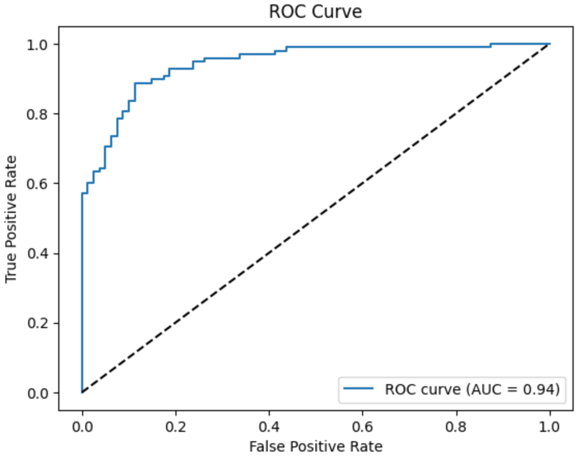 ROC Curve
True Positive Rate
1.0
0.8
0.6
0.4
0.2
0.0
ROC curve (AUC = 0.94)
0.0 0.2 0.4 0.6 0.8 1.0
False Positive Rate